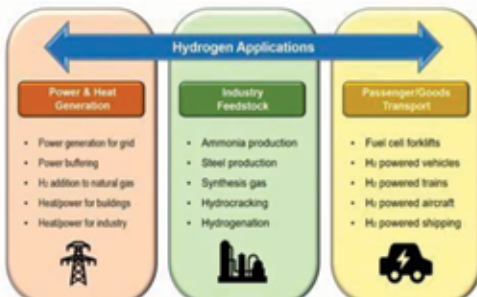 Hydrogen Applications
Power & Heat
Generation
• Power generation for grid
• Power buffering
• H₂ addition to natural gas
• Heat/power for buildings
• Heat/power for industry
Industry
Feedstock
• Ammonia production
• Steel production
• Synthesis gas
• Hydrocracking
• Hydrogenation
Passenger/Goods
Transport
• Fuel cell forklifts
• H₂ powered vehicles
• H₂ powered trains
• H₂ powered aircraft
• H₂ powered shipping